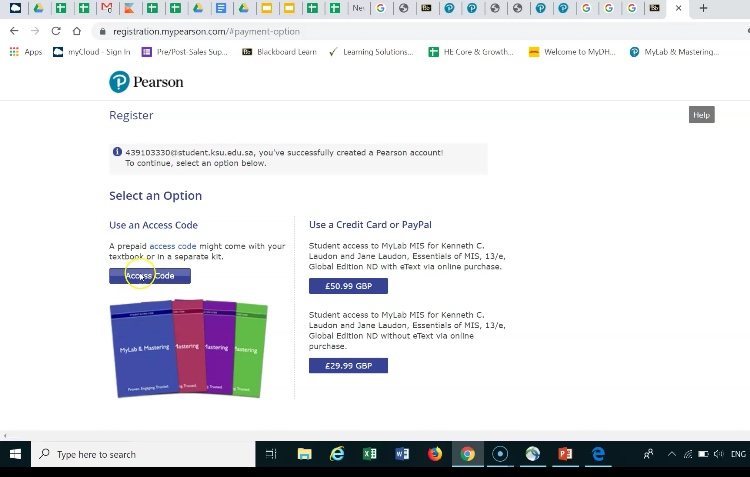 Ne
registration.mypearson.com/#payment-option
Apps
myCloud - Sign In
Pre/Post-Sales Sup...
Blackboard Learn
Learning Solutions...
HE Core & Growth...
Welcome to MyDH...
MyLab & Mastering...
Pearson
Register
Help
439103330@student.ksu.edu.sa, you've successfully created a Pearson account!
To continue, select an option below.
Select an Option
Use an Access Code
A prepaid access code might come with your
textbook or in a separate kit.
Access Code
MyLab & Mastering
Mastering
Mastering
Mastering
Proven. Engaging. Trusted.
Trusted.
Trusted.
Trusted.
Use a Credit Card or PayPal
Student access to MyLab MIS for Kenneth C.
Laudon and Jane Laudon, Essentials of MIS, 13/e,
Global Edition ND with eText via online purchase.
£50.99 GBP
Student access to MyLab MIS for Kenneth C.
Laudon and Jane Laudon, Essentials of MIS, 13/e,
Global Edition ND without eText via online
purchase.
£29.99 GBP
Type here to search
ENG